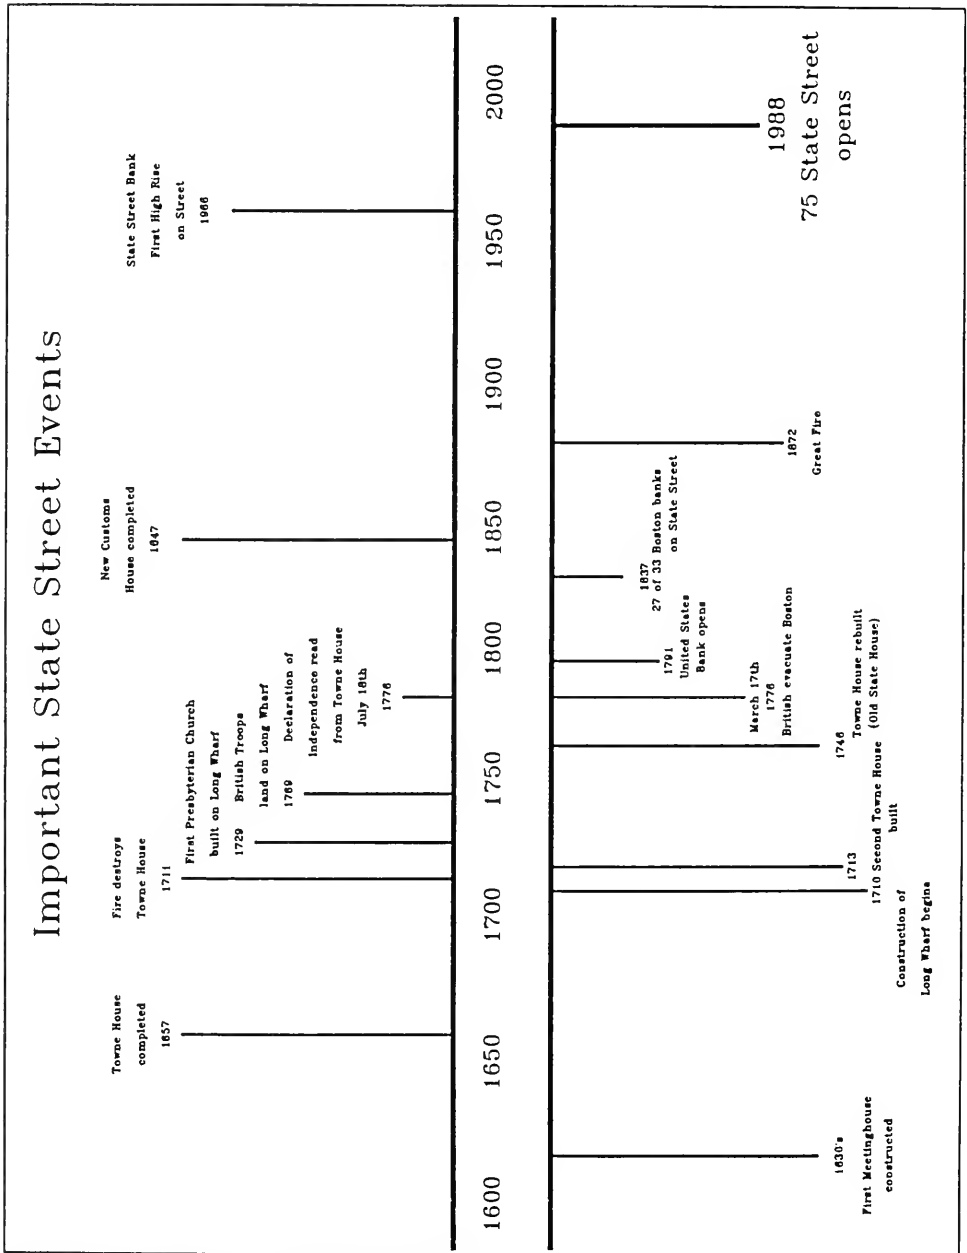 Important State Street Events
Towne House
completed
1657
Fire destroys
Towne House
1711
First Presbyterian Church
built on Long Wharf
1729
British Troops
land on Long Wharf
1769
Declaration of
Independence read
from Towne House
July 18th
1776
New Customs
House completed
1847
State Street Bank
First High Rise
on Street
1966
1600 1650 1700 1750 1800 1850 1900 1950 2000
1630's
First Meetinghouse
constructed
1710
Construction of
Long Wharf begins
1713
Second Towne House
built
1746
Towne House rebuilt
(Old State House)
March 17th
1776
British evacuate Boston
1791
United States
Bank opens
1837
27 of 33 Boston banks
on State Street
1872
Great Fire
1988
75 State Street
opens